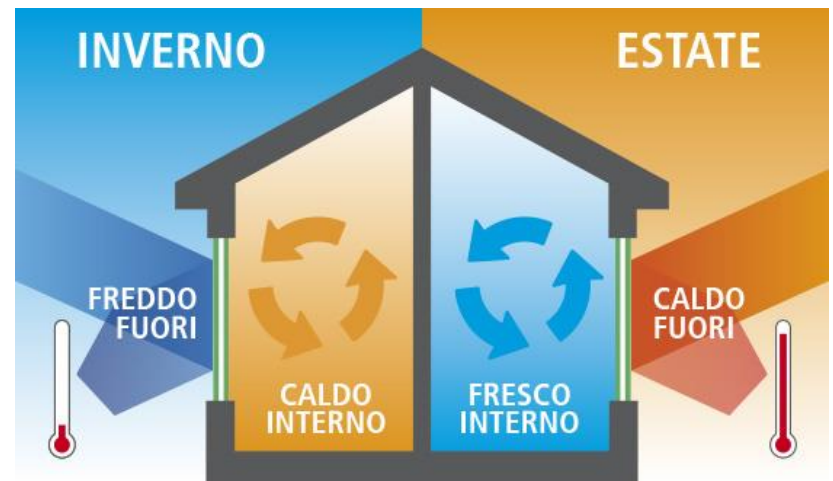 INVERNO
ESTATE
FREDDO
FUORI
CALDO
INTERNO
FRESCO
INTERNO
CALDO
FUORI